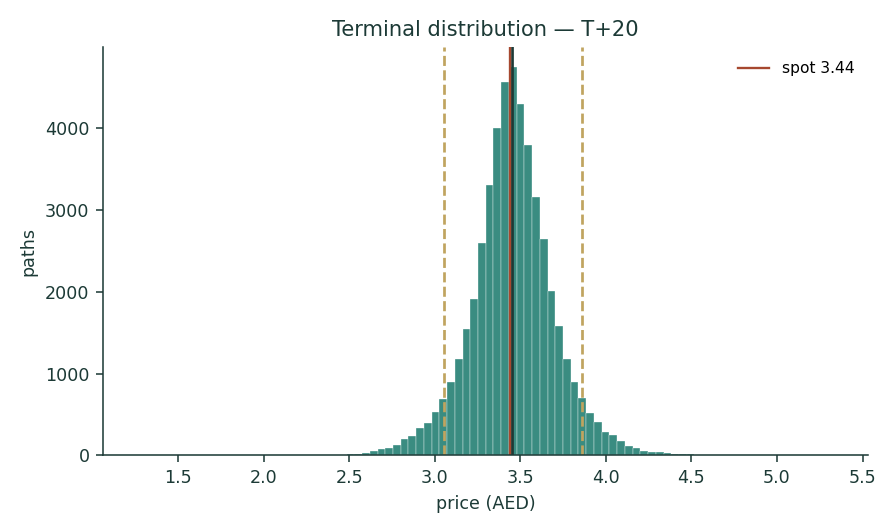 Terminal distribution — T+20
spot 3.44
4000
3000
2000
1000
0
paths
1.5 2.0 2.5 3.0 3.5 4.0 4.5 5.0 5.5
price (AED)